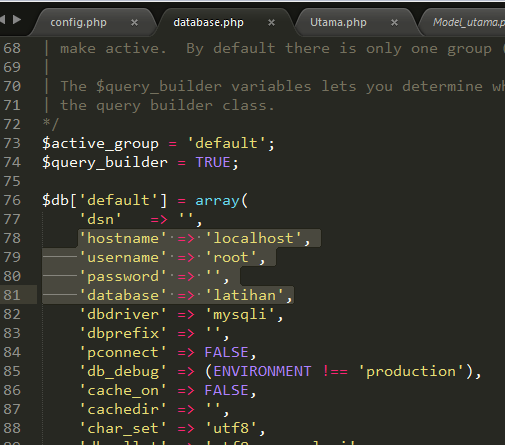 config.php × database.php × Utama.php × Model_utama.p
68 | make active. By default there is only one group (
69 |
70 | The $query_builder variables lets you determine wh
71 | the query builder class.
72 */
73 $active_group = 'default';
74 $query_builder = TRUE;
75
76 $db['default'] = array(
77 'dsn' => '',
78 'hostname' => 'localhost',
79 'username' => 'root',
80 'password' => '',
81 'database' => 'latihan',
82 'dbdriver' => 'mysqli',
83 'dbprefix' => '',
84 'pconnect' => FALSE,
85 'db_debug' => (ENVIRONMENT !== 'production'),
86 'cache_on' => FALSE,
87 'cachedir' => '',
88 'char_set' => 'utf8',